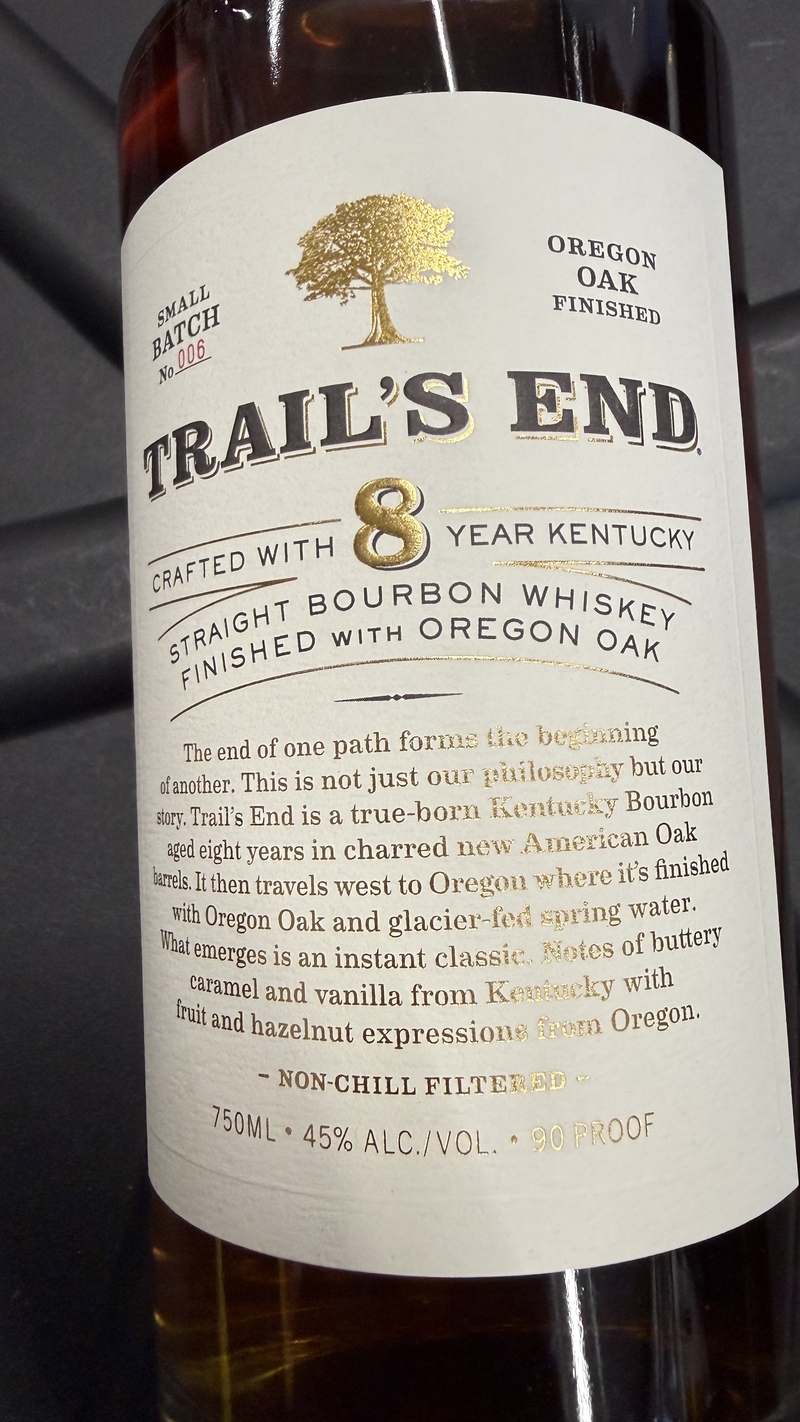 SMALL
BATCH
No 006
OREGON
OAK
FINISHED
TRAIL'S END.
CRAFTED WITH 8 YEAR KENTUCKY
STRAIGHT BOURBON WHISKEY
FINISHED WITH OREGON OAK
The end of one path forms the beginning
of another. This is not just our philosophy but our
story. Trail's End is a true-born Kentucky Bourbon
aged eight years in charred new American Oak
barrels. It then travels west to Oregon where it's finished
with Oregon Oak and glacier-fed spring water.
What emerges is an instant classic. Notes of buttery
caramel and vanilla from Kentucky with
fruit and hazelnut expressions from Oregon.
- NON-CHILL FILTERED -
750ML • 45% ALC./VOL. • 90 PROOF